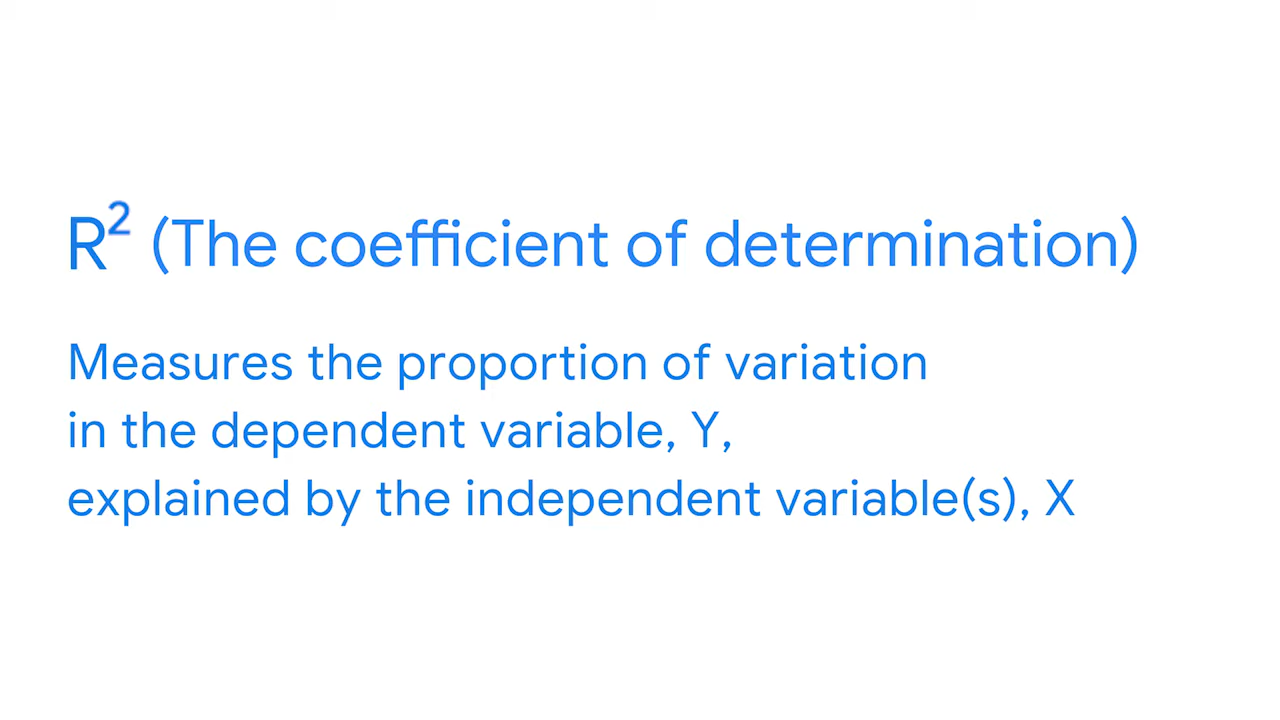 R² (The coefficient of determination)
Measures the proportion of variation
in the dependent variable, Y,
explained by the independent variable(s), X